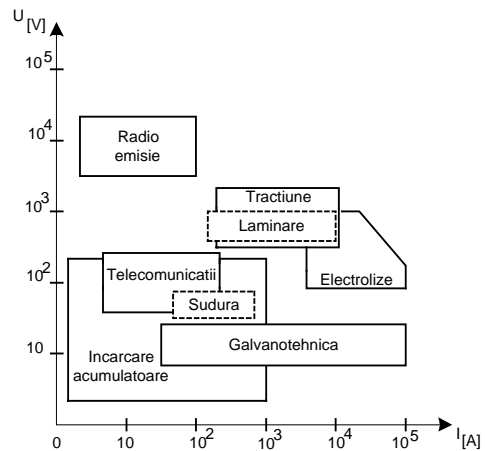 U [V]
10^5
10^4
Radio
emisie
10^3
Tractiune
Laminare
10^2
Telecomunicatii
Electrolize
Sudura
10
Galvanotehnica
Incarcare
acumulatoare
0 10 10^2 10^3 10^4 10^5 I [A]